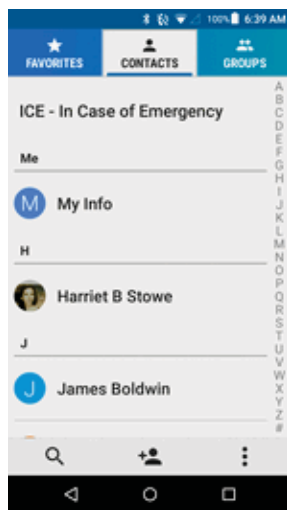 100% 6:39 AM
FAVORITES CONTACTS GROUPS
ICE - In Case of Emergency
Me
M My Info
H
Harriet B Stowe
J
J James Boldwin
A
B
C
D
E
F
G
H
I
J
K
L
M
N
O
P
Q
R
S
T
U
V
W
X
Y
Z
#